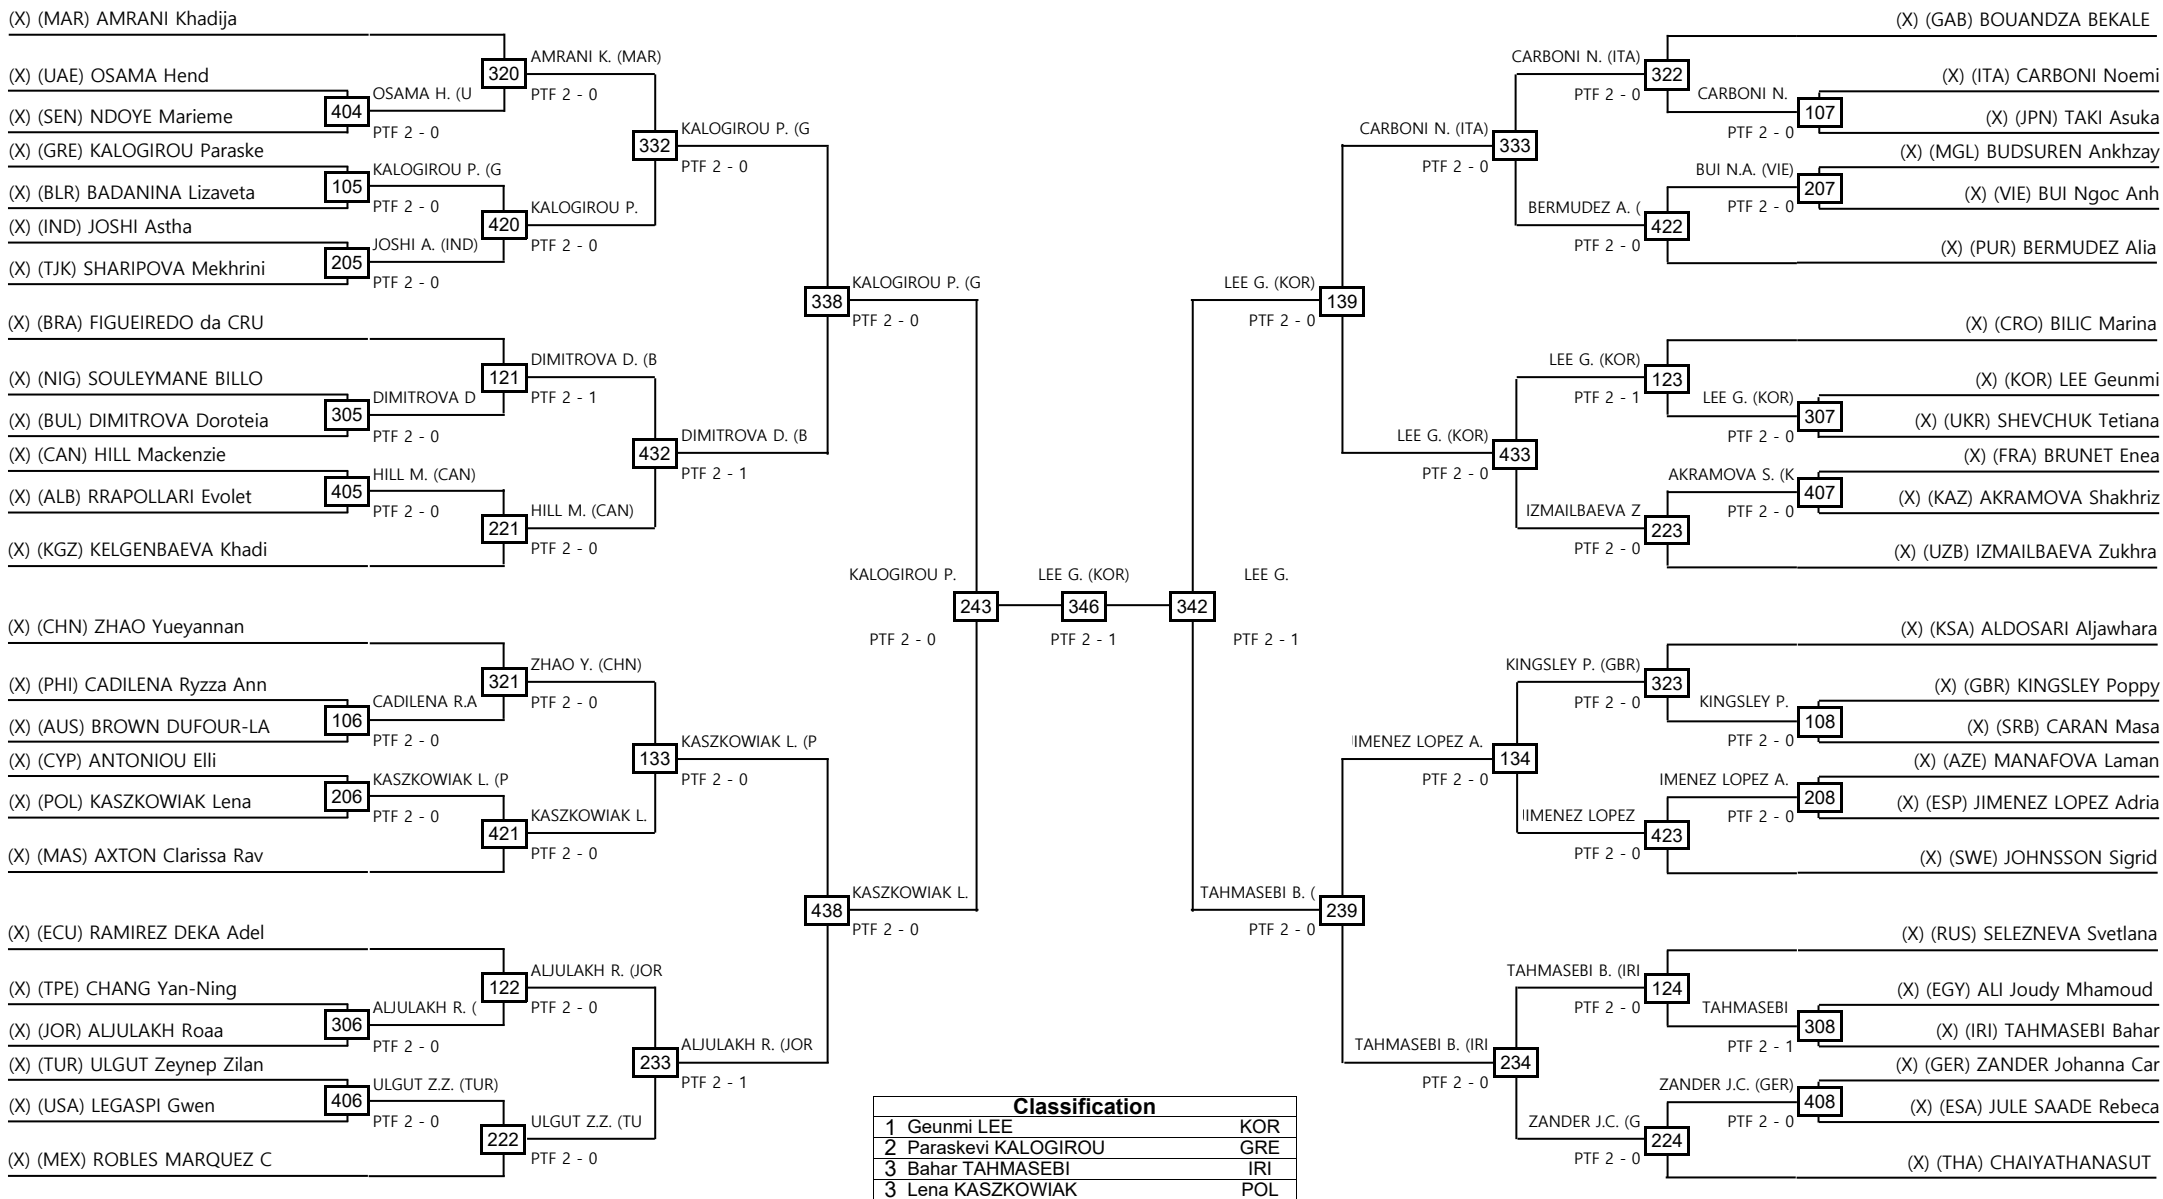 (X) (MAR) AMRANI Khadija
(X) (UAE) OSAMA Hend
(X) (SEN) NDOYE Marieme
(X) (GRE) KALOGIROU Paraske
(X) (BLR) BADANINA Lizaveta
(X) (IND) JOSHI Astha
(X) (TJK) SHARIPOVA Mekhrini
(X) (BRA) FIGUEIREDO da CRU
(X) (NIG) SOULEYMANE BILLO
(X) (BUL) DIMITROVA Doroteia
(X) (CAN) HILL Mackenzie
(X) (ALB) RRAPOLLARI Evolet
(X) (KGZ) KELGENBAEVA Khadi
(X) (CHN) ZHAO Yueyannan
(X) (PHI) CADILENA Ryzza Ann
(X) (AUS) BROWN DUFOUR-LA
(X) (CYP) ANTONIOU Elli
(X) (POL) KASZKOWIAK Lena
(X) (MAS) AXTON Clarissa Rav
(X) (ECU) RAMIREZ DEKA Adel
(X) (TPE) CHANG Yan-Ning
(X) (JOR) ALJULAKH Roaa
(X) (TUR) ULGUT Zeynep Zilan
(X) (USA) LEGASPI Gwen
(X) (MEX) ROBLES MARQUEZ C
404
OSAMA H. (U
PTF 2 - 0
105
KALOGIROU P. (G
PTF 2 - 0
205
JOSHI A. (IND)
PTF 2 - 0
305
DIMITROVA D
PTF 2 - 0
405
HILL M. (CAN)
PTF 2 - 0
106
CADILENA R.A
PTF 2 - 0
206
KASZKOWIAK L. (P
PTF 2 - 0
306
ALJULAKH R. (
PTF 2 - 0
406
ULGUT Z.Z. (TUR)
PTF 2 - 0
320
AMRANI K. (MAR)
PTF 2 - 0
420
KALOGIROU P.
PTF 2 - 0
121
DIMITROVA D. (B
PTF 2 - 1
221
HILL M. (CAN)
PTF 2 - 0
321
ZHAO Y. (CHN)
PTF 2 - 0
421
KASZKOWIAK L.
PTF 2 - 0
122
ALJULAKH R. (JOR
PTF 2 - 0
222
ULGUT Z.Z. (TU
PTF 2 - 0
332
KALOGIROU P. (G
PTF 2 - 0
432
DIMITROVA D. (B
PTF 2 - 1
133
KASZKOWIAK L. (P
PTF 2 - 0
233
ALJULAKH R. (JOR
PTF 2 - 1
338
KALOGIROU P. (G
PTF 2 - 0
438
KASZKOWIAK L.
PTF 2 - 0
KALOGIROU P.
243
PTF 2 - 0
LEE G. (KOR)
346
PTF 2 - 1
LEE G.
342
PTF 2 - 1
LEE G. (KOR)
139
PTF 2 - 0
TAHMASEBI B. (
239
PTF 2 - 0
CARBONI N. (ITA)
333
PTF 2 - 0
LEE G. (KOR)
433
PTF 2 - 0
IMENEZ LOPEZ A.
134
PTF 2 - 0
TAHMASEBI B. (IRI
234
PTF 2 - 0
CARBONI N. (ITA)
322
PTF 2 - 0
BERMUDEZ A. (
422
PTF 2 - 0
LEE G. (KOR)
123
PTF 2 - 1
IZMAILBAEVA Z
223
PTF 2 - 0
KINGSLEY P. (GBR)
323
PTF 2 - 0
IMENEZ LOPEZ
423
PTF 2 - 0
TAHMASEBI B. (IRI
124
PTF 2 - 0
ZANDER J.C. (G
224
PTF 2 - 0
CARBONI N.
107
PTF 2 - 0
BUI N.A. (VIE)
207
PTF 2 - 0
LEE G. (KOR)
307
PTF 2 - 0
AKRAMOVA S. (K
407
PTF 2 - 0
KINGSLEY P.
108
PTF 2 - 0
IMENEZ LOPEZ A.
208
PTF 2 - 0
TAHMASEBI
308
PTF 2 - 1
ZANDER J.C. (GER)
408
PTF 2 - 0
(X) (GAB) BOUANDZA BEKALE
(X) (ITA) CARBONI Noemi
(X) (JPN) TAKI Asuka
(X) (MGL) BUDSUREN Ankhzay
(X) (VIE) BUI Ngoc Anh
(X) (PUR) BERMUDEZ Alia
(X) (CRO) BILIC Marina
(X) (KOR) LEE Geunmi
(X) (UKR) SHEVCHUK Tetiana
(X) (FRA) BRUNET Enea
(X) (KAZ) AKRAMOVA Shakhriz
(X) (UZB) IZMAILBAEVA Zukhra
(X) (KSA) ALDOSARI Aljawhara
(X) (GBR) KINGSLEY Poppy
(X) (SRB) CARAN Masa
(X) (AZE) MANAFOVA Laman
(X) (ESP) JIMENEZ LOPEZ Adria
(X) (SWE) JOHNSSON Sigrid
(X) (RUS) SELEZNEVA Svetlana
(X) (EGY) ALI Joudy Mhamoud
(X) (IRI) TAHMASEBI Bahar
(X) (GER) ZANDER Johanna Car
(X) (ESA) JULE SAADE Rebeca
(X) (THA) CHAIYATHANASUT
Classification
1 Geunmi LEE KOR
2 Paraskevi KALOGIROU GRE
3 Bahar TAHMASEBI IRI
3 Lena KASZKOWIAK POL